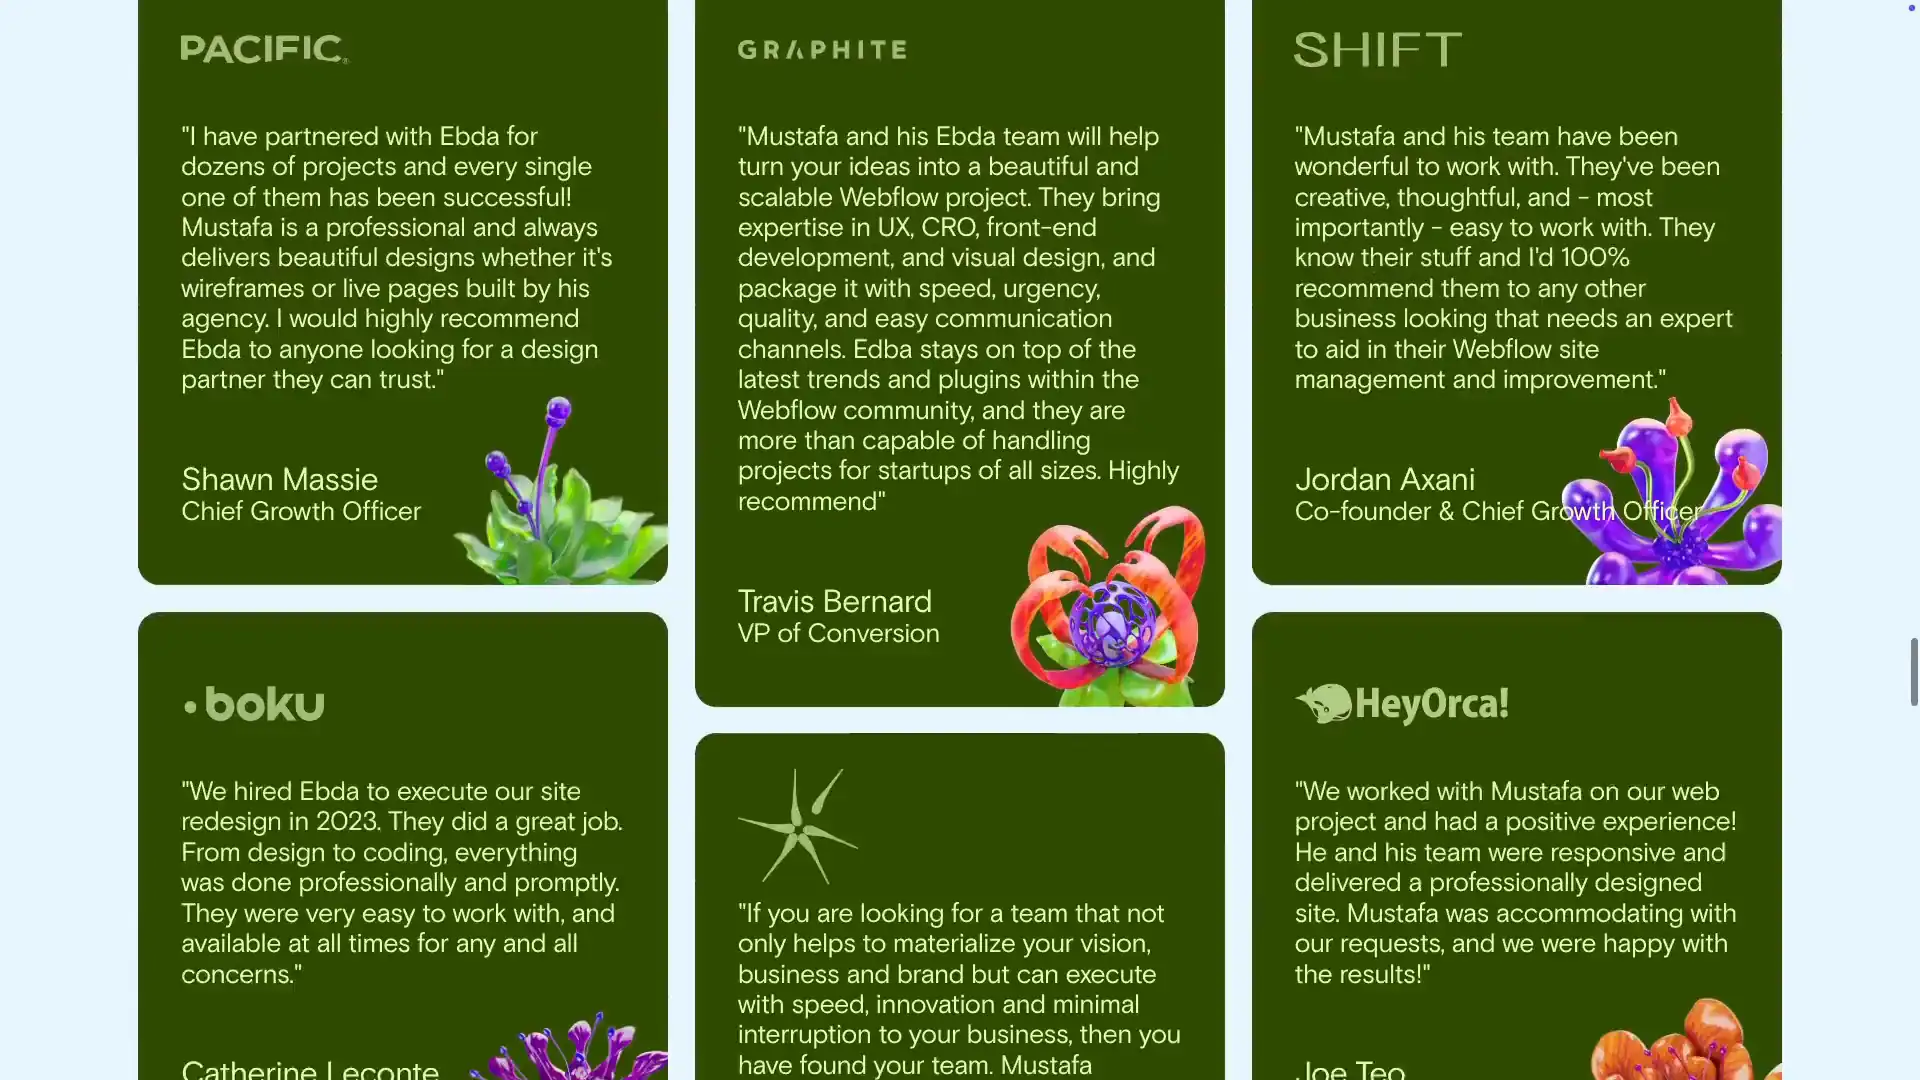 PACIFIC®
"I have partnered with Ebda for
dozens of projects and every single
one of them has been successful!
Mustafa is a professional and always
delivers beautiful designs whether it's
wireframes or live pages built by his
agency. I would highly recommend
Ebda to anyone looking for a design
partner they can trust."
Shawn Massie
Chief Growth Officer
GRAPHITE
"Mustafa and his Ebda team will help
turn your ideas into a beautiful and
scalable Webflow project. They bring
expertise in UX, CRO, front-end
development, and visual design, and
package it with speed, urgency,
quality, and easy communication
channels. Edba stays on top of the
latest trends and plugins within the
Webflow community, and they are
more than capable of handling
projects for startups of all sizes. Highly
recommend"
Travis Bernard
VP of Conversion
SHIFT
"Mustafa and his team have been
wonderful to work with. They've been
creative, thoughtful, and - most
importantly - easy to work with. They
know their stuff and I'd 100%
recommend them to any other
business looking that needs an expert
to aid in their Webflow site
management and improvement."
Jordan Axani
Co-founder & Chief Growth Officer
boku
"We hired Ebda to execute our site
redesign in 2023. They did a great job.
From design to coding, everything
was done professionally and promptly.
They were very easy to work with, and
available at all times for any and all
concerns."
Catherine Leconte
"If you are looking for a team that not
only helps to materialize your vision,
business and brand but can execute
with speed, innovation and minimal
interruption to your business, then you
have found your team. Mustafa
HeyOrca!
"We worked with Mustafa on our web
project and had a positive experience!
He and his team were responsive and
delivered a professionally designed
site. Mustafa was accommodating with
our requests, and we were happy with
the results!"
Joe Teo